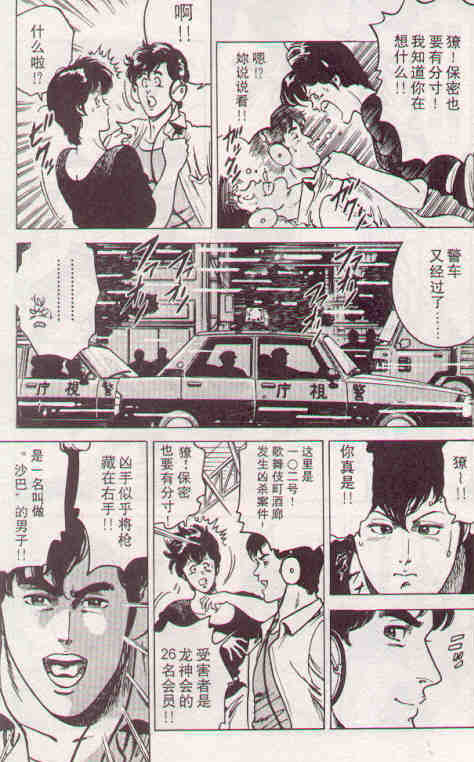 獠！保密也
要有分寸！
我知道你在
想什么!!
嗯!?
妳说说看!!
啊!!
什么啦!?
警车
又经过了……
…………
庁視警
庁視警
獠～!!
你真是!!
这里是
一〇二号！
歌舞伎町酒廊
发生凶杀案件！
獠！保密
也要有分寸！
受害者是
龙神会的
26名会员!!
凶手似乎将枪
藏在右手!!
是一名叫做
“沙巴”的男子!!